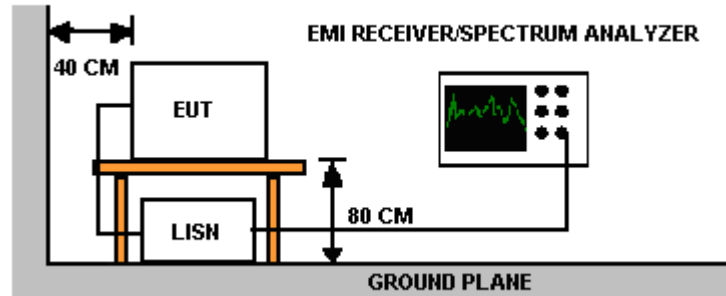 EMI RECEIVER/SPECTRUM ANALYZER
40 CM
EUT
80 CM
LISN
GROUND PLANE